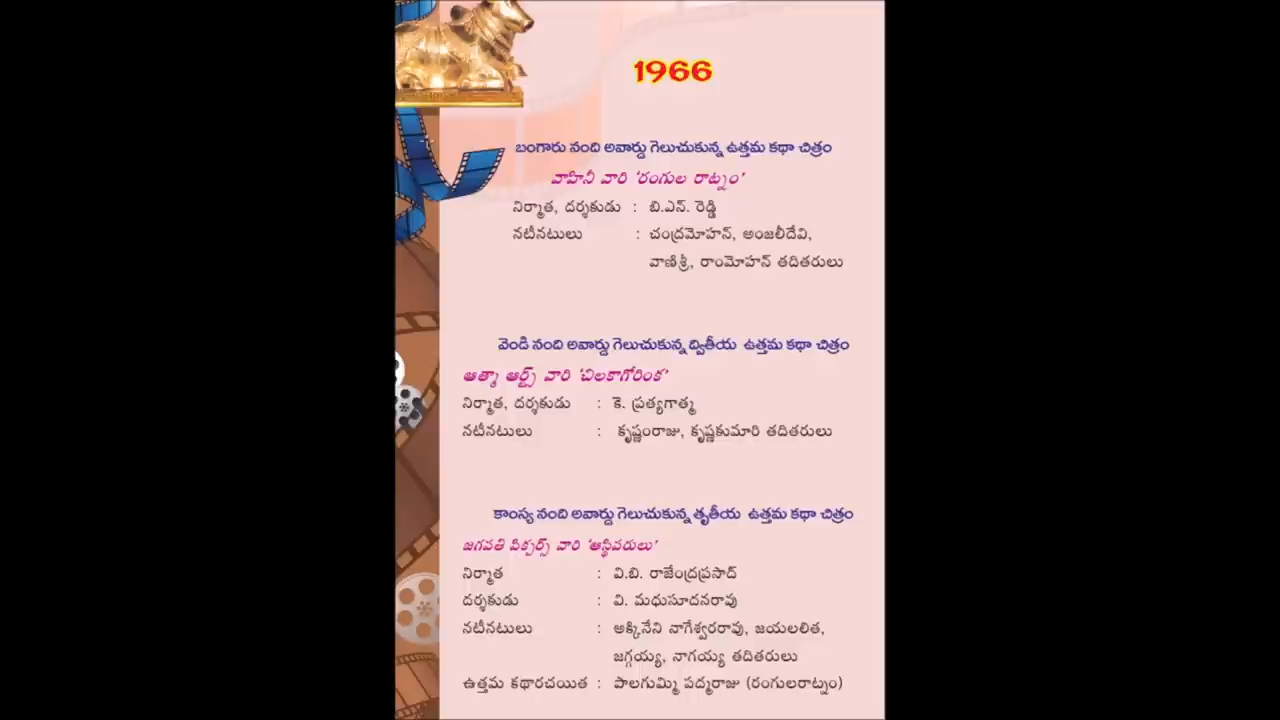 1966
బంగారు నంది అవార్డు గెలుచుకున్న ఉత్తమ కథా చిత్రం
వాహినీ వారి ‘రంగుల రాట్నం’
నిర్మాత, దర్శకుడు : బి.ఎన్. రెడ్డి
నటీనటులు : చంద్రమోహన్, అంజలీదేవి,
వాణిశ్రీ, రాంమోహన్ తదితరులు
వెండి నంది అవార్డు గెలుచుకున్న ద్వితీయ ఉత్తమ కథా చిత్రం
ఆత్మా ఆర్ట్స్ వారి ‘చిలకాగోరింక’
నిర్మాత, దర్శకుడు : కె. ప్రత్యగాత్మ
నటీనటులు : కృష్ణంరాజు, కృష్ణకుమారి తదితరులు
కాంస్య నంది అవార్డు గెలుచుకున్న తృతీయ ఉత్తమ కథా చిత్రం
జగపతి పిక్చర్స్ వారి ‘ఆస్థిపరులు’
నిర్మాత : వి.బి. రాజేంద్రప్రసాద్
దర్శకుడు : వి. మధుసూదనరావు
నటీనటులు : అక్కినేని నాగేశ్వరరావు, జయలలిత,
జగ్గయ్య, నాగయ్య తదితరులు
ఉత్తమ కథారచయిత : పాలగుమ్మి పద్మరాజు (రంగులరాట్నం)